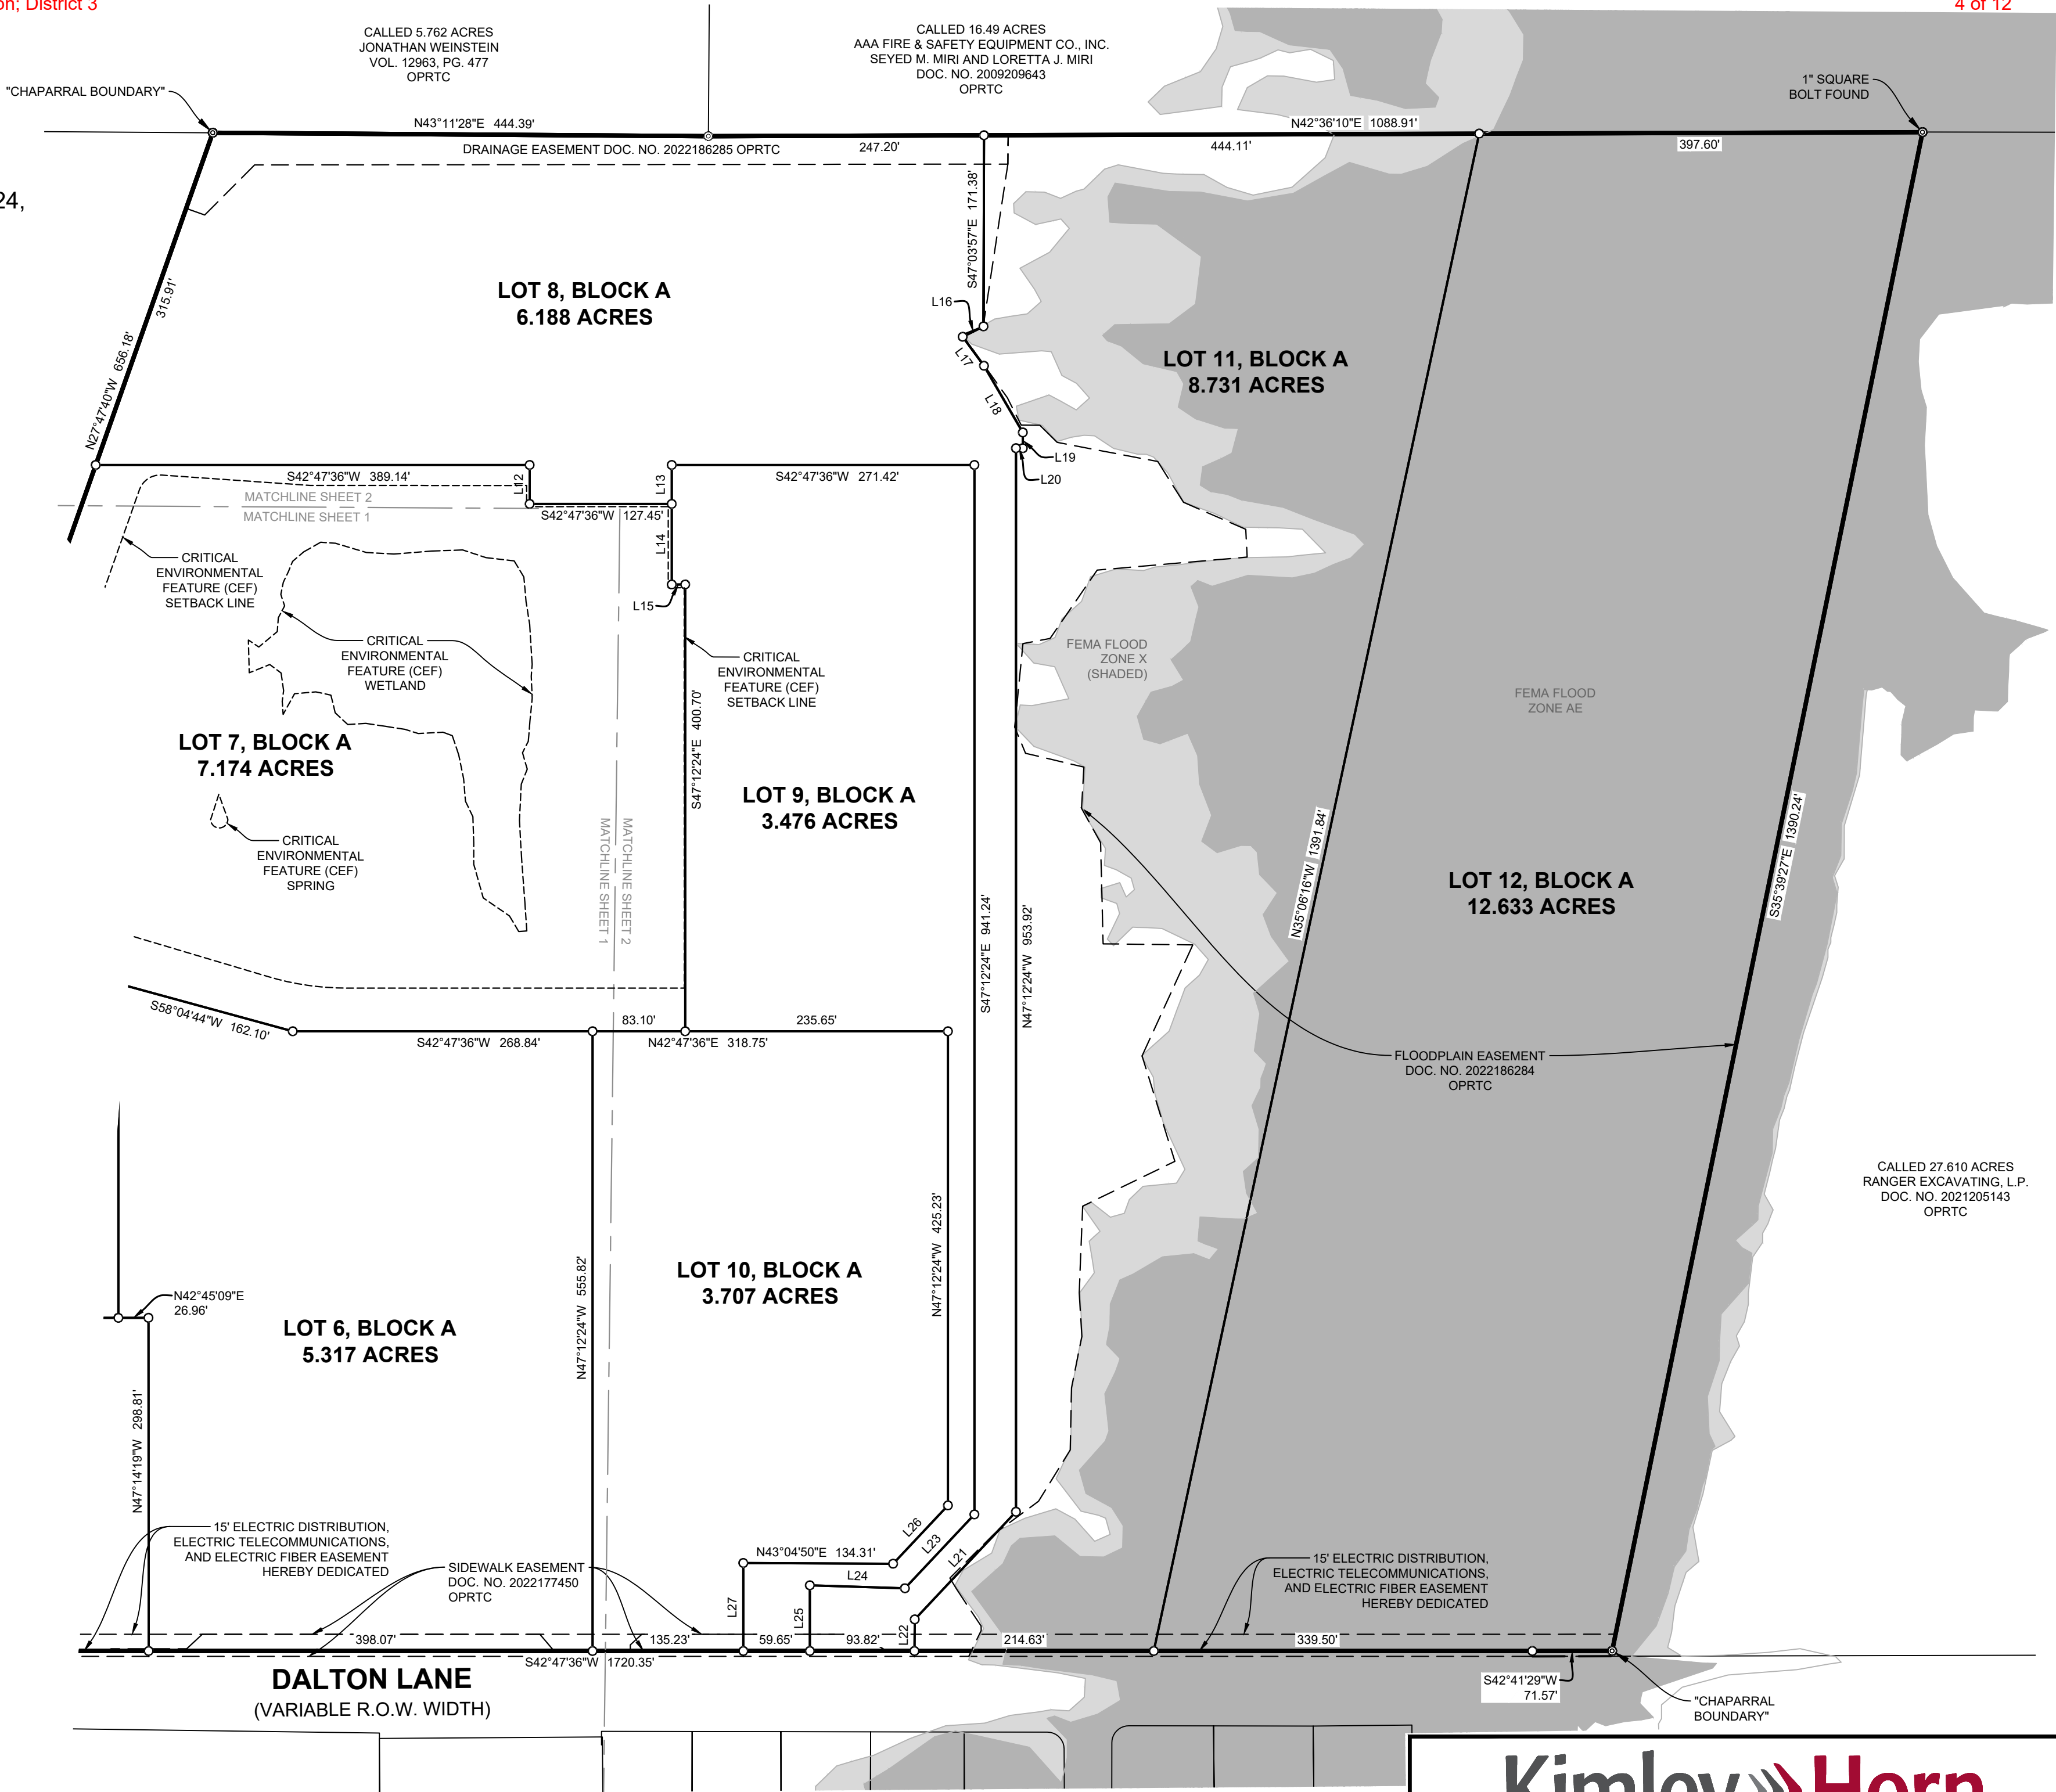 on; District 3
4 of 12
CALLED 5.762 ACRES
JONATHAN WEINSTEIN
VOL. 12963, PG. 477
OPRTC
CALLED 16.49 ACRES
AAA FIRE & SAFETY EQUIPMENT CO., INC.
SEYED M. MIRI AND LORETTA J. MIRI
DOC. NO. 2009209643
OPRTC
"CHAPARRAL BOUNDARY"
1" SQUARE
BOLT FOUND
N43°11'28"E 444.39'
N42°36'10"E 1088.91'
DRAINAGE EASEMENT DOC. NO. 2022186285 OPRTC
247.20'
444.11'
397.60'
24,
S47°03'57"E 171.38'
315.91'
N27°47'40"W 656.18'
LOT 8, BLOCK A
6.188 ACRES
L16
L17
L18
L19
L20
LOT 11, BLOCK A
8.731 ACRES
S42°47'36"W 389.14'
L12
L13
S42°47'36"W 271.42'
MATCHLINE SHEET 2
MATCHLINE SHEET 1
S42°47'36"W 127.45'
L14
L15
CRITICAL
ENVIRONMENTAL
FEATURE (CEF)
SETBACK LINE
CRITICAL
ENVIRONMENTAL
FEATURE (CEF)
WETLAND
CRITICAL
ENVIRONMENTAL
FEATURE (CEF)
SETBACK LINE
FEMA FLOOD
ZONE X
(SHADED)
FEMA FLOOD
ZONE AE
S47°12'24"E 400.70'
LOT 7, BLOCK A
7.174 ACRES
LOT 9, BLOCK A
3.476 ACRES
MATCHLINE SHEET 1
MATCHLINE SHEET 2
CRITICAL
ENVIRONMENTAL
FEATURE (CEF)
SPRING
N35°06'16"W 1391.84'
S35°39'27"E 1390.24'
LOT 12, BLOCK A
12.633 ACRES
S47°12'24"E 941.24'
N47°12'24"W 953.92'
S58°04'44"W 162.10'
83.10'
235.65'
S42°47'36"W 268.84'
N42°47'36"E 318.75'
FLOODPLAIN EASEMENT
DOC. NO. 2022186284
OPRTC
CALLED 27.610 ACRES
RANGER EXCAVATING, L.P.
DOC. NO. 2021205143
OPRTC
N47°12'24"W 425.23'
N47°12'24"W 555.82'
LOT 10, BLOCK A
3.707 ACRES
N42°45'09"E
26.96'
LOT 6, BLOCK A
5.317 ACRES
N47°14'19"W 298.81'
15' ELECTRIC DISTRIBUTION,
ELECTRIC TELECOMMUNICATIONS,
AND ELECTRIC FIBER EASEMENT
HEREBY DEDICATED
SIDEWALK EASEMENT
DOC. NO. 2022177450
OPRTC
N43°04'50"E 134.31'
L26
L23
L21
L24
L27
L25
L22
15' ELECTRIC DISTRIBUTION,
ELECTRIC TELECOMMUNICATIONS,
AND ELECTRIC FIBER EASEMENT
HEREBY DEDICATED
398.07'
135.23'
59.65'
93.82'
214.63'
339.50'
S42°47'36"W 1720.35'
DALTON LANE
(VARIABLE R.O.W. WIDTH)
S42°41'29"W
71.57'
"CHAPARRAL
BOUNDARY"
Kimley Horn